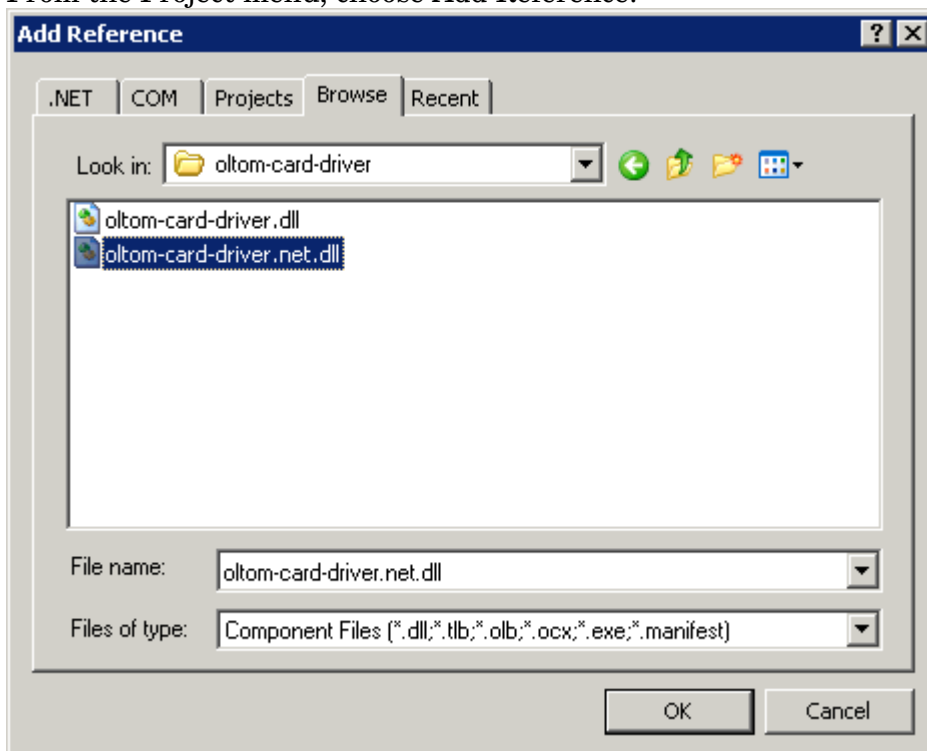 From the Project menu, choose Add Reference.
Add Reference
.NET COM Projects Browse Recent
Look in: oltom-card-driver
oltom-card-driver.dll
oltom-card-driver.net.dll
File name: oltom-card-driver.net.dll
Files of type: Component Files (*.dll;*.tlb;*.olb;*.ocx;*.exe;*.manifest)
OK Cancel